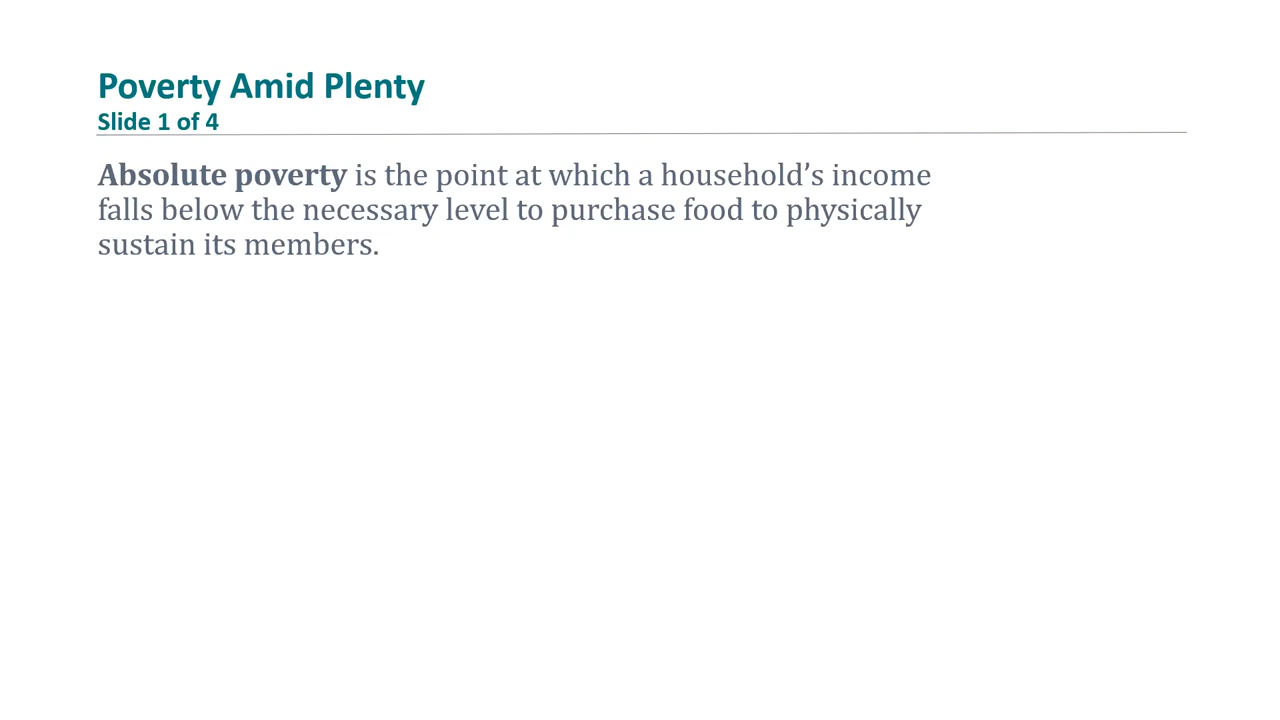 Poverty Amid Plenty
Slide 1 of 4
Absolute poverty is the point at which a household’s income
falls below the necessary level to purchase food to physically
sustain its members.